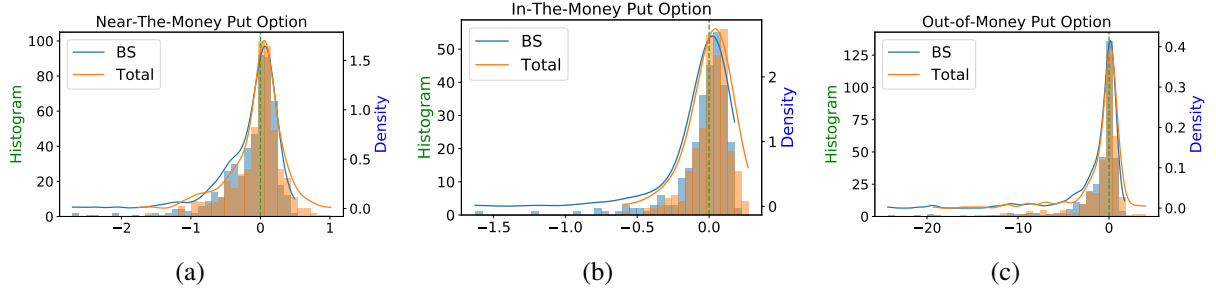 Near-The-Money Put Option
BS
Total
Histogram
Density
100
80
60
40
20
0
1.5
1.0
0.5
0.0
−2
−1
0
1
(a)
In-The-Money Put Option
BS
Total
Histogram
Density
50
40
30
20
10
0
2
1
0
−1.5
−1.0
−0.5
0.0
(b)
Out-of-Money Put Option
BS
Total
Histogram
Density
125
100
75
50
25
0
0.4
0.3
0.2
0.1
0.0
−20
−10
0
(c)